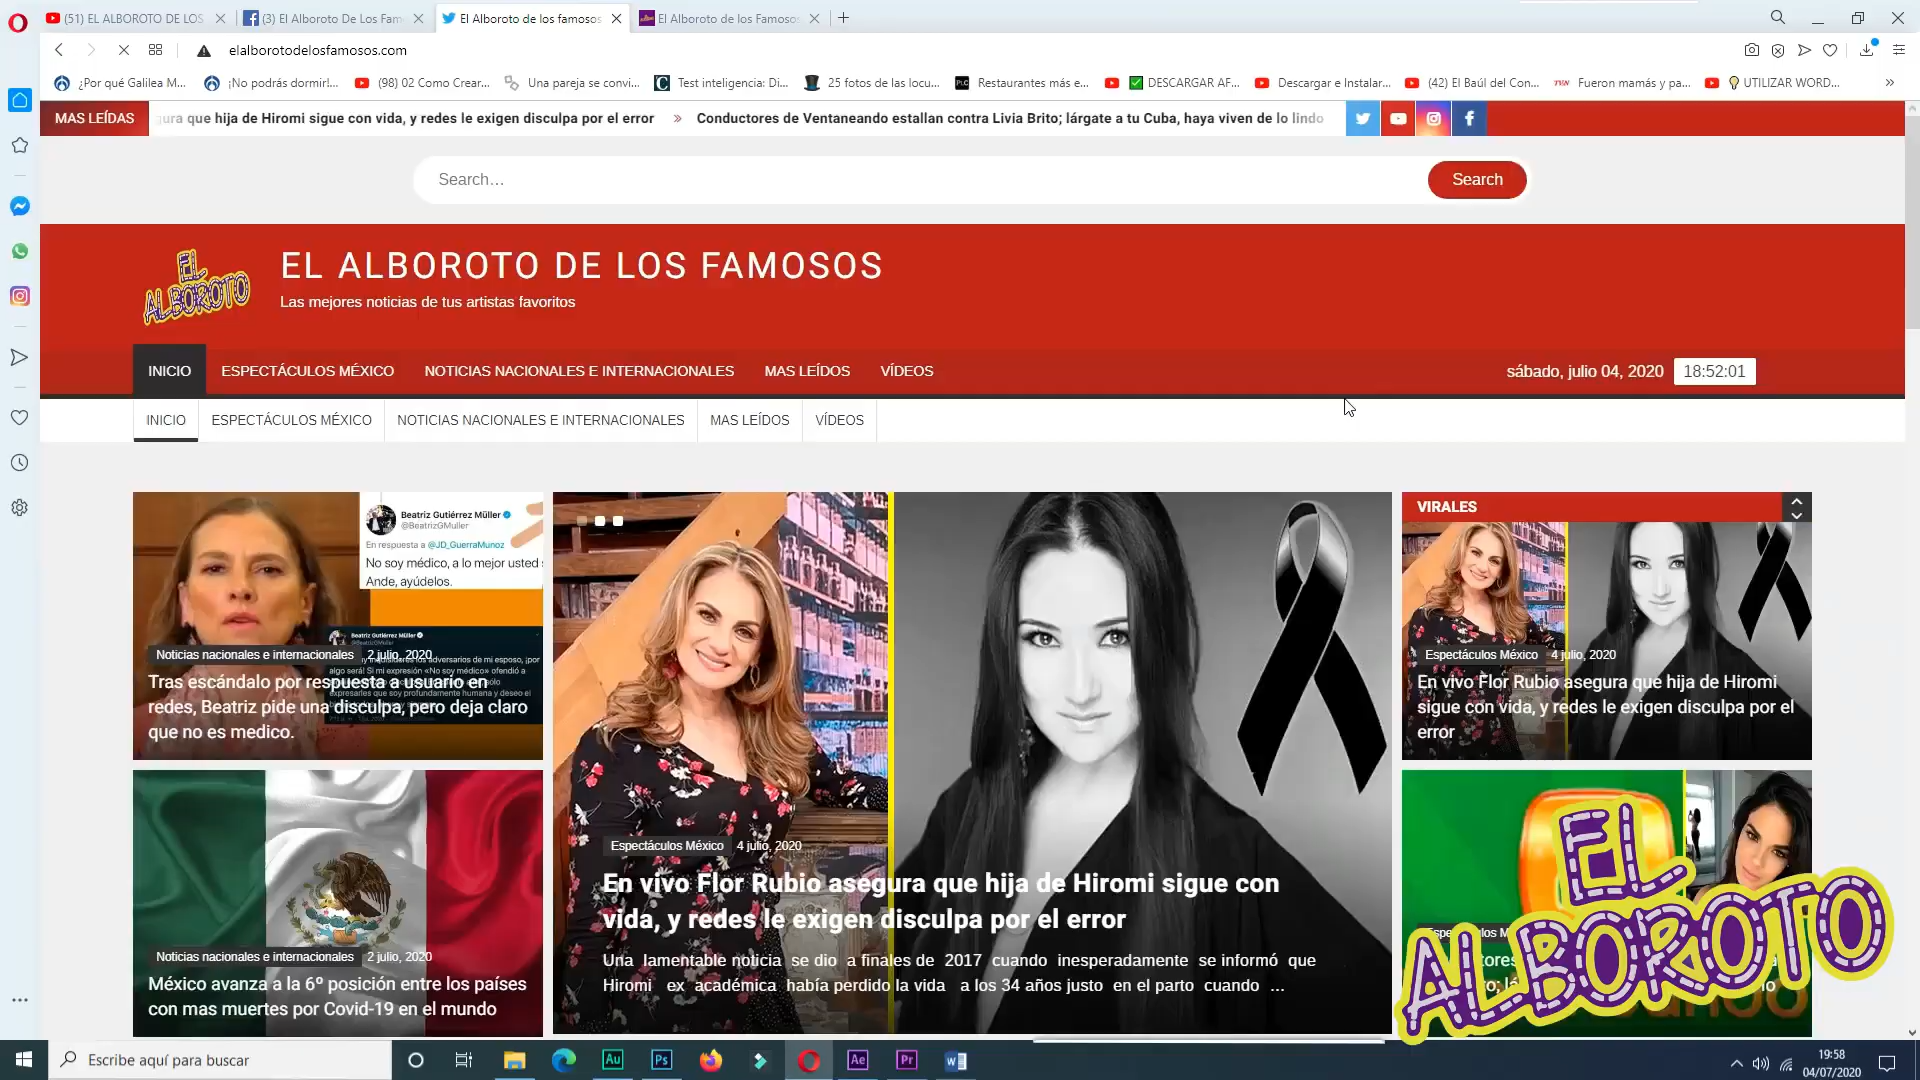 (51) EL ALBOROTO DE LOS
(3) El Alboroto De Los Fam
El Alboroto de los famosos
El Alboroto de los Famosos
elalborotodelosfamosos.com
¿Por qué Galilea M...
¡No podrás dormir!...
(98) 02 Como Crear...
Una pareja se convi...
Test inteligencia: Di...
25 fotos de las locu...
Restaurantes más e...
DESCARGAR AF...
Descargar e Instalar...
(42) El Baúl del Con...
Fueron mamás y pa...
UTILIZAR WORD...
MAS LEÍDAS
gura que hija de Hiromi sigue con vida, y redes le exigen disculpa por el error » Conductores de Ventaneando estallan contra Livia Brito; lárgate a tu Cuba, haya viven de lo lindo
Search…
Search
EL ALBOROTO
EL ALBOROTO DE LOS FAMOSOS
Las mejores noticias de tus artistas favoritos
INICIO ESPECTÁCULOS MÉXICO NOTICIAS NACIONALES E INTERNACIONALES MAS LEÍDOS VÍDEOS
sábado, julio 04, 2020 18:52:01
INICIO ESPECTÁCULOS MÉXICO NOTICIAS NACIONALES E INTERNACIONALES MAS LEÍDOS VÍDEOS
Beatriz Gutiérrez Müller
@BeatrizGMuller
En respuesta a @JD_GuerraMunoz
No soy médico, a lo mejor usted s
Ande, ayúdelos.
Beatriz Gutiérrez Müller
Noticias nacionales e internacionales 2 julio, 2020
Tras escándalo por respuesta a usuario en
redes, Beatriz pide una disculpa, pero deja claro
que no es medico.
Noticias nacionales e internacionales 2 julio, 2020
México avanza a la 6º posición entre los países
con mas muertes por Covid-19 en el mundo
Espectáculos México 4 julio, 2020
En vivo Flor Rubio asegura que hija de Hiromi sigue con
vida, y redes le exigen disculpa por el error
Una lamentable noticia se dio a finales de 2017 cuando inesperadamente se informó que
Hiromi ex académica había perdido la vida a los 34 años justo en el parto cuando ...
VIRALES
Espectáculos México 4 julio, 2020
En vivo Flor Rubio asegura que hija de Hiromi
sigue con vida, y redes le exigen disculpa por el
error
EL
ALBOROTO
Escribe aquí para buscar
19:58
04/07/2020